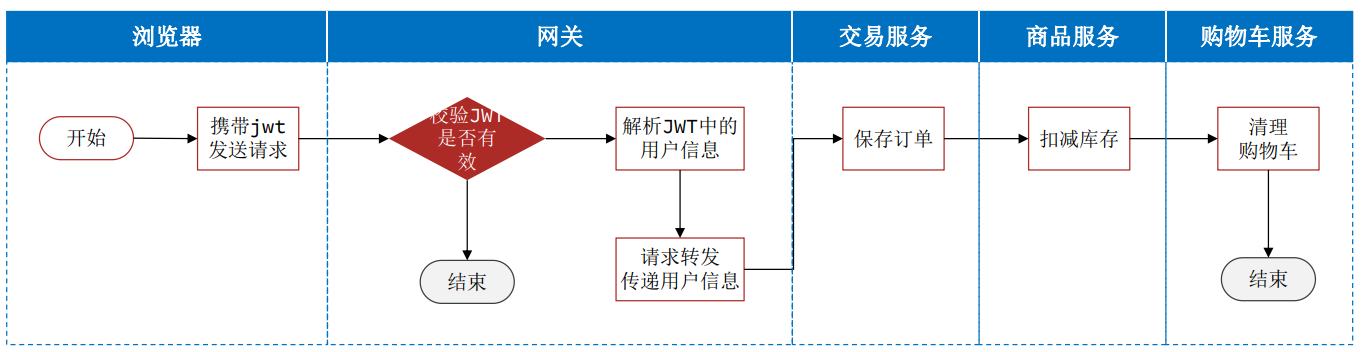 浏览器
网关
交易服务
商品服务
购物车服务
开始
携带jwt
发送请求
校验JWT
是否有
效
解析JWT中的
用户信息
保存订单
扣减库存
清理
购物车
请求转发
传递用户信息
结束
结束